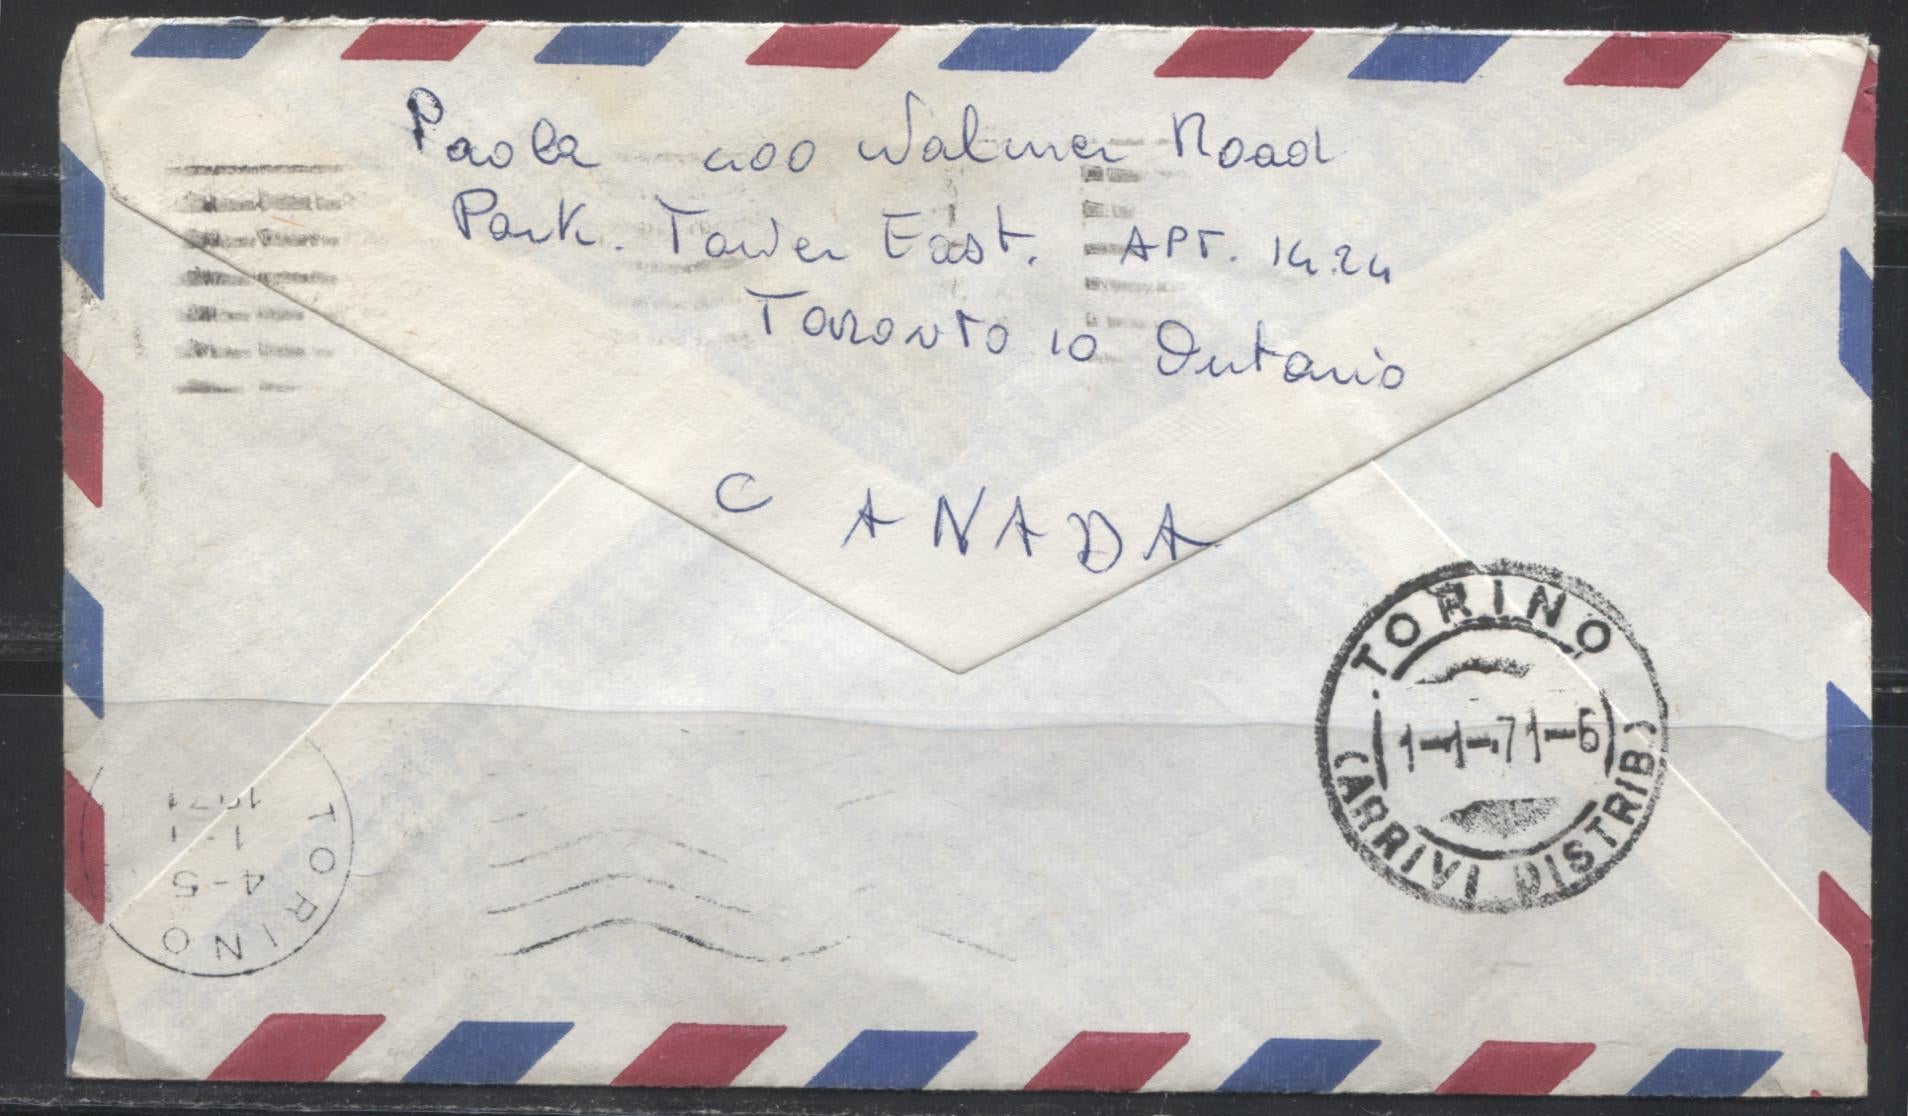 Paola 400 Walmer Road
Park. Tower East. APT. 14.24
Toronto 10 Ontario
CANADA
TORINO
1-1-.71-6
(ARRIVI DISTRIB.)
TORINO
4-5
1-1
1971